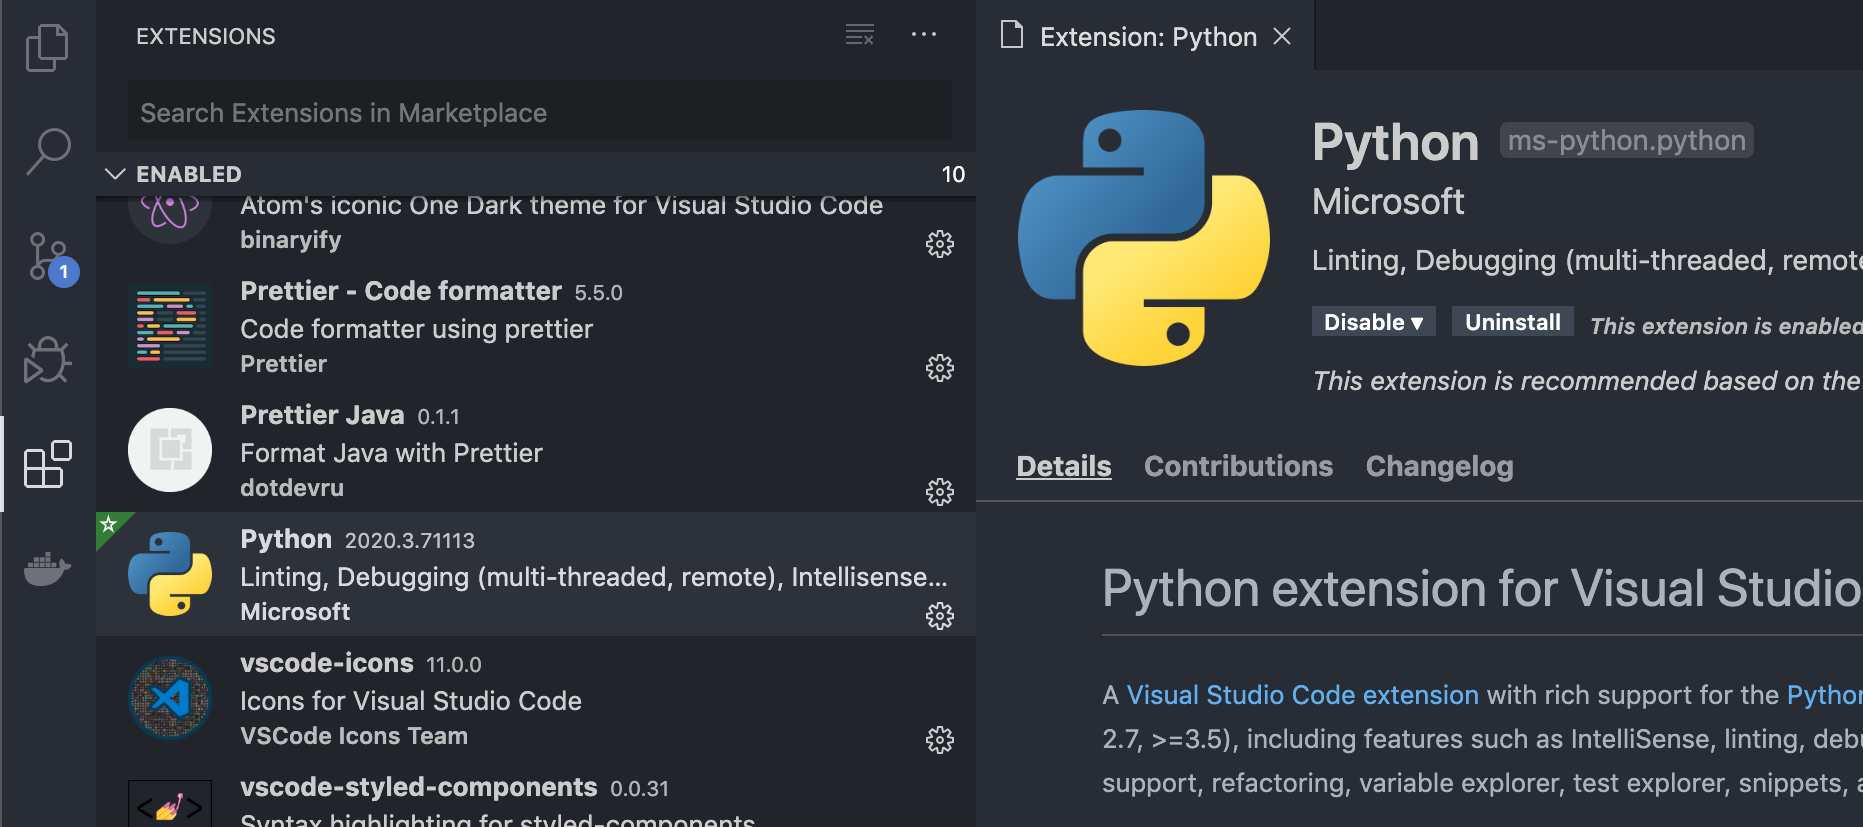 EXTENSIONS
Search Extensions in Marketplace
ENABLED 10
Atom's iconic One Dark theme for Visual Studio Code
binaryify
Prettier - Code formatter 5.5.0
Code formatter using prettier
Prettier
Prettier Java 0.1.1
Format Java with Prettier
dotdevru
Python 2020.3.71113
Linting, Debugging (multi-threaded, remote), Intellisense...
Microsoft
vscode-icons 11.0.0
Icons for Visual Studio Code
VSCode Icons Team
vscode-styled-components 0.0.31
Syntax highlighting for styled-components
1
Extension: Python
Python ms-python.python
Microsoft
Linting, Debugging (multi-threaded, remote
Disable ▾ Uninstall This extension is enabled
This extension is recommended based on the
Details Contributions Changelog
Python extension for Visual Studio
A Visual Studio Code extension with rich support for the Python
2.7, >=3.5), including features such as IntelliSense, linting, debu
support, refactoring, variable explorer, test explorer, snippets, a